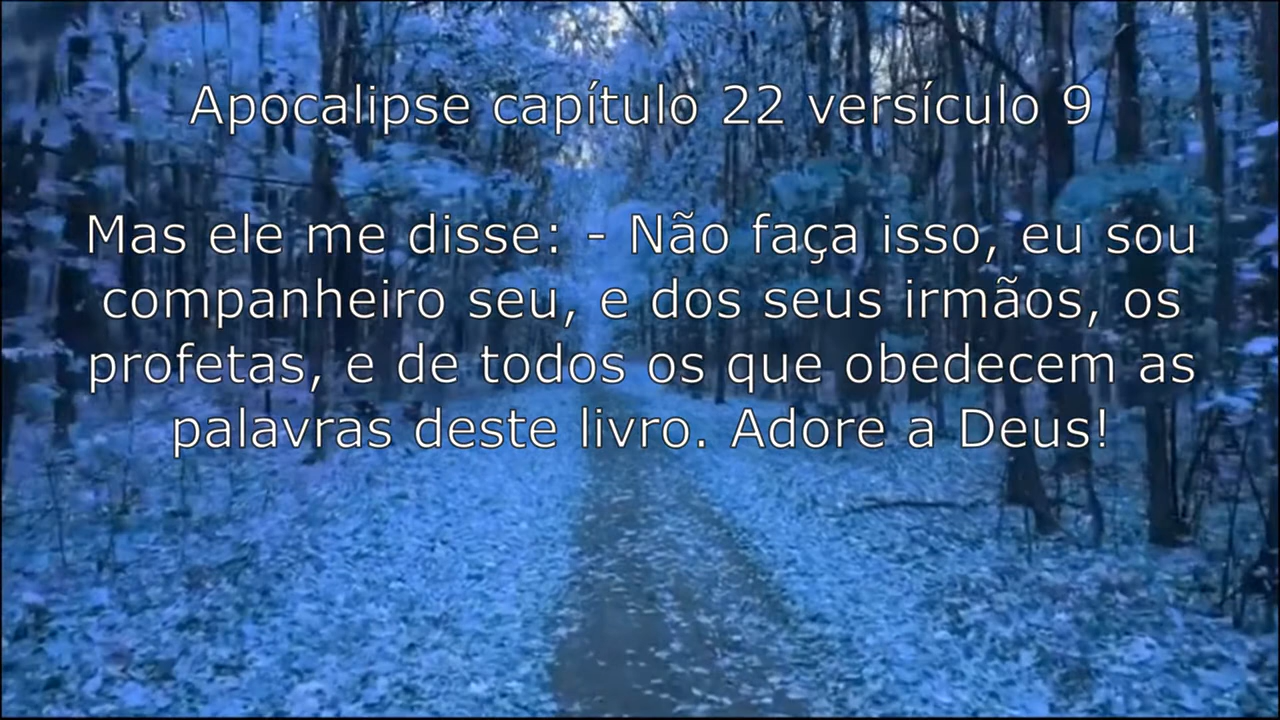 Apocalipse capítulo 22 versículo 9
Mas ele me disse: - Não faça isso, eu sou
companheiro seu, e dos seus irmãos, os
profetas, e de todos os que obedecem as
palavras deste livro. Adore a Deus!